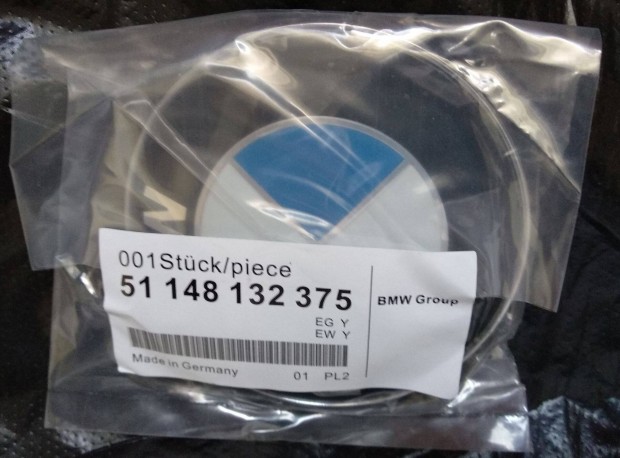 W
001Stück/piece
51 148 132 375
BMW Group
EG Y
EW Y
Made in Germany
01 PL2